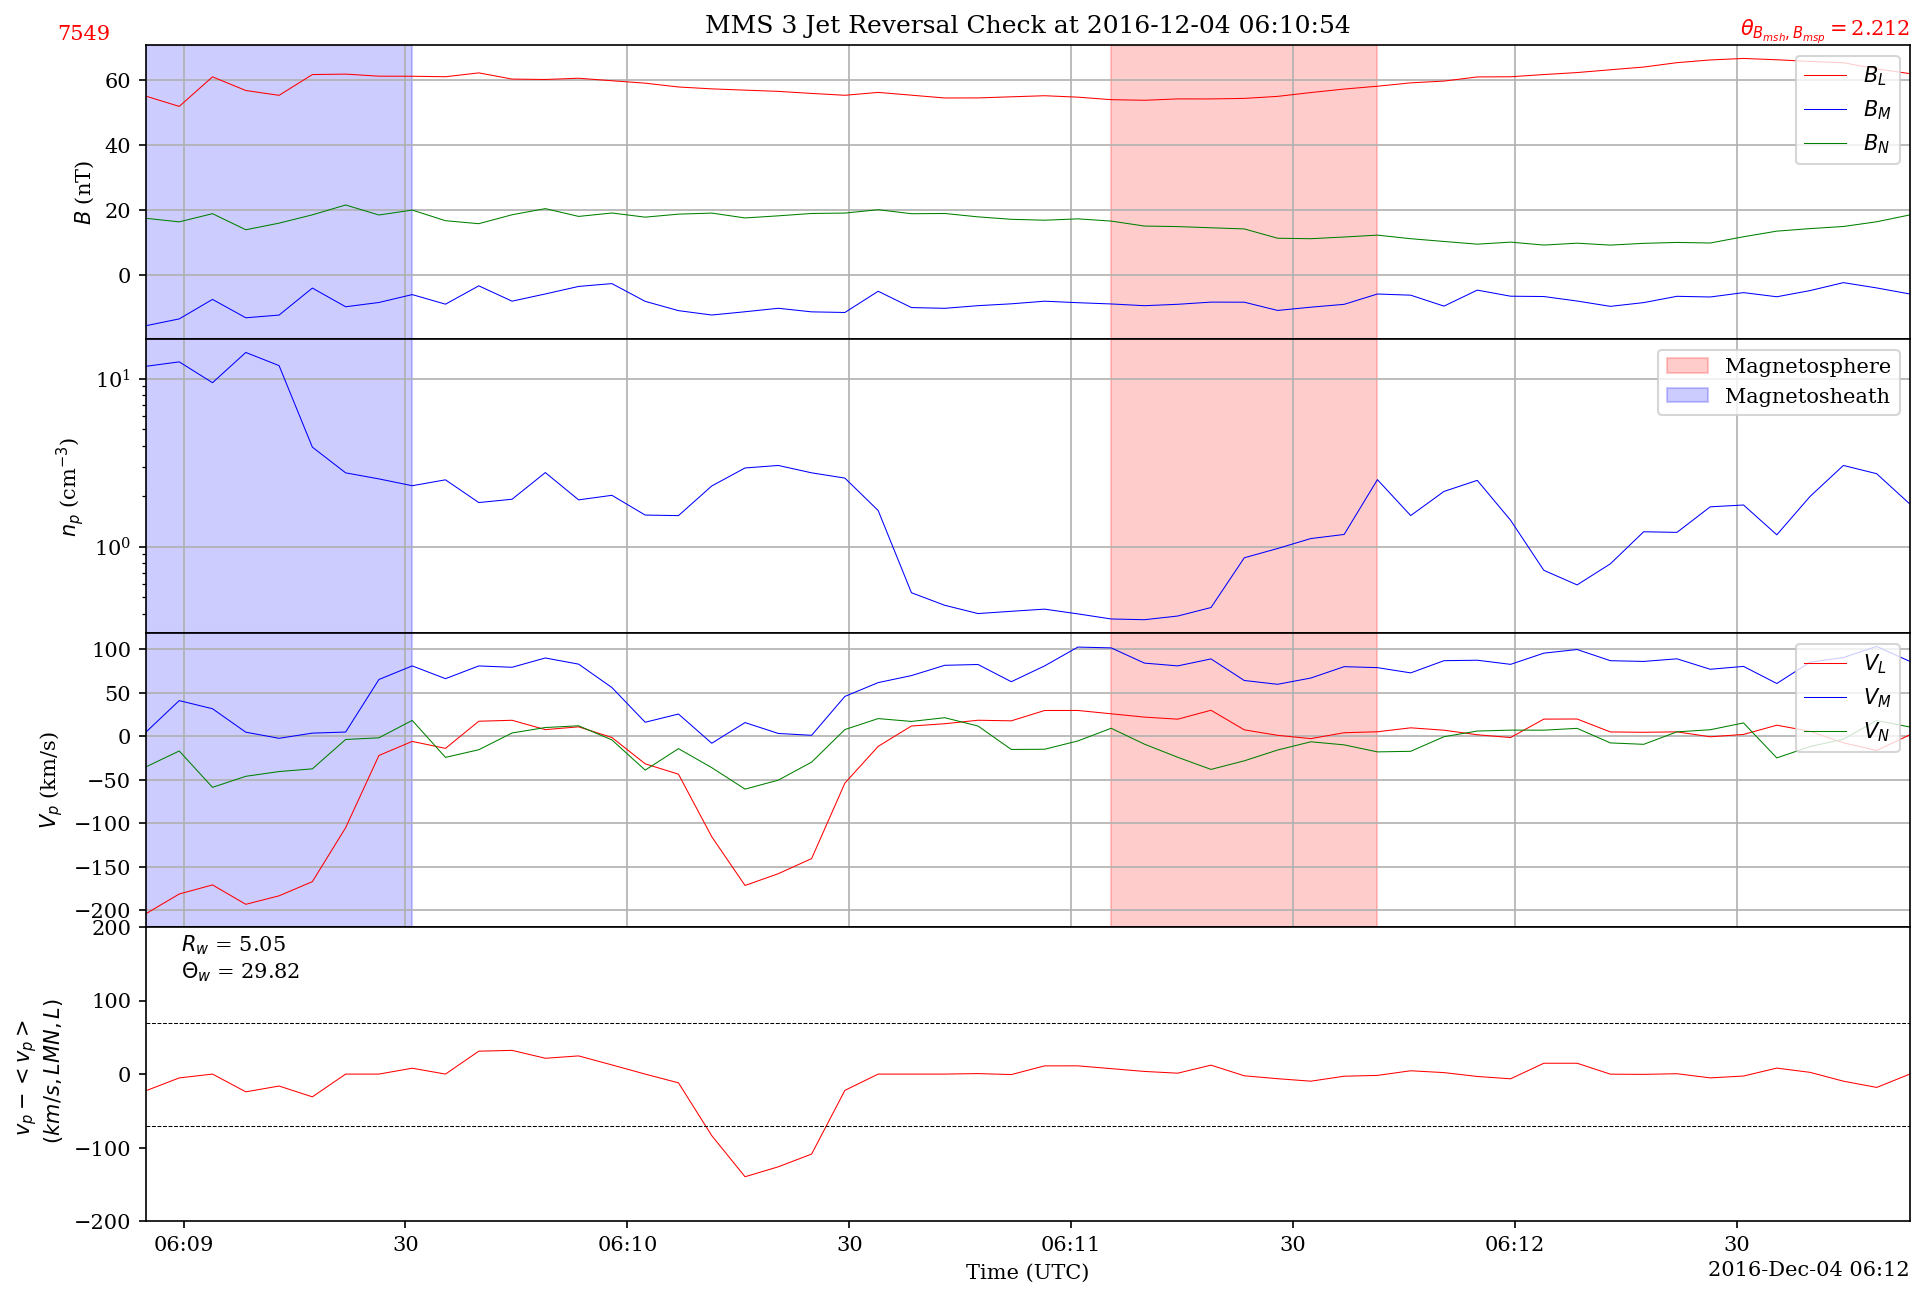 MMS 3 Jet Reversal Check at 2016-12-04 06:10:54
7549
θ_{B_{msh}, B_{msp}} = 2.212
60
40
20
0
B (nT)
B_L
B_M
B_N
10^1
10^0
n_p (cm^{−3})
Magnetosphere
Magnetosheath
100
50
0
−50
−100
−150
−200
V_p (km/s)
V_L
V_M
V_N
200
100
0
−100
−200
v_p − < v_p >
(km/s, LMN, L)
R_w = 5.05
Θ_w = 29.82
06:09 30 06:10 30 06:11 30 06:12 30
Time (UTC)
2016-Dec-04 06:12